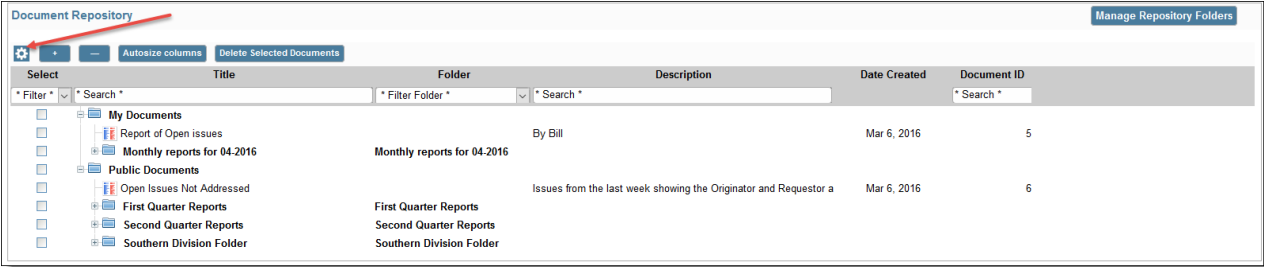 Document Repository Manage Repository Folders
+ — Autosize columns Delete Selected Documents
Select Title Folder Description Date Created Document ID
* Filter * * Search * * Filter Folder * * Search * * Search *
My Documents
Report of Open issues By Bill Mar 6, 2016 5
Monthly reports for 04-2016 Monthly reports for 04-2016
Public Documents
Open Issues Not Addressed Issues from the last week showing the Originator and Requestor a Mar 6, 2016 6
First Quarter Reports First Quarter Reports
Second Quarter Reports Second Quarter Reports
Southern Division Folder Southern Division Folder